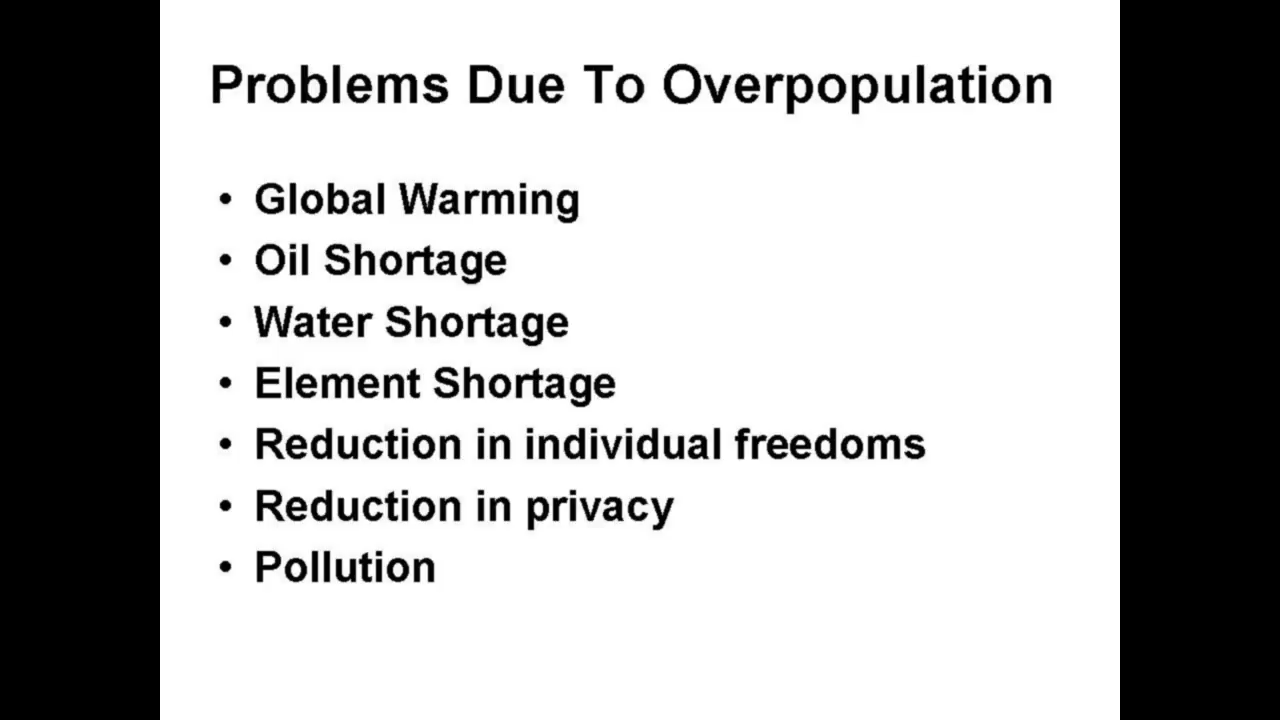 Problems Due To Overpopulation
• Global Warming
• Oil Shortage
• Water Shortage
• Element Shortage
• Reduction in individual freedoms
• Reduction in privacy
• Pollution